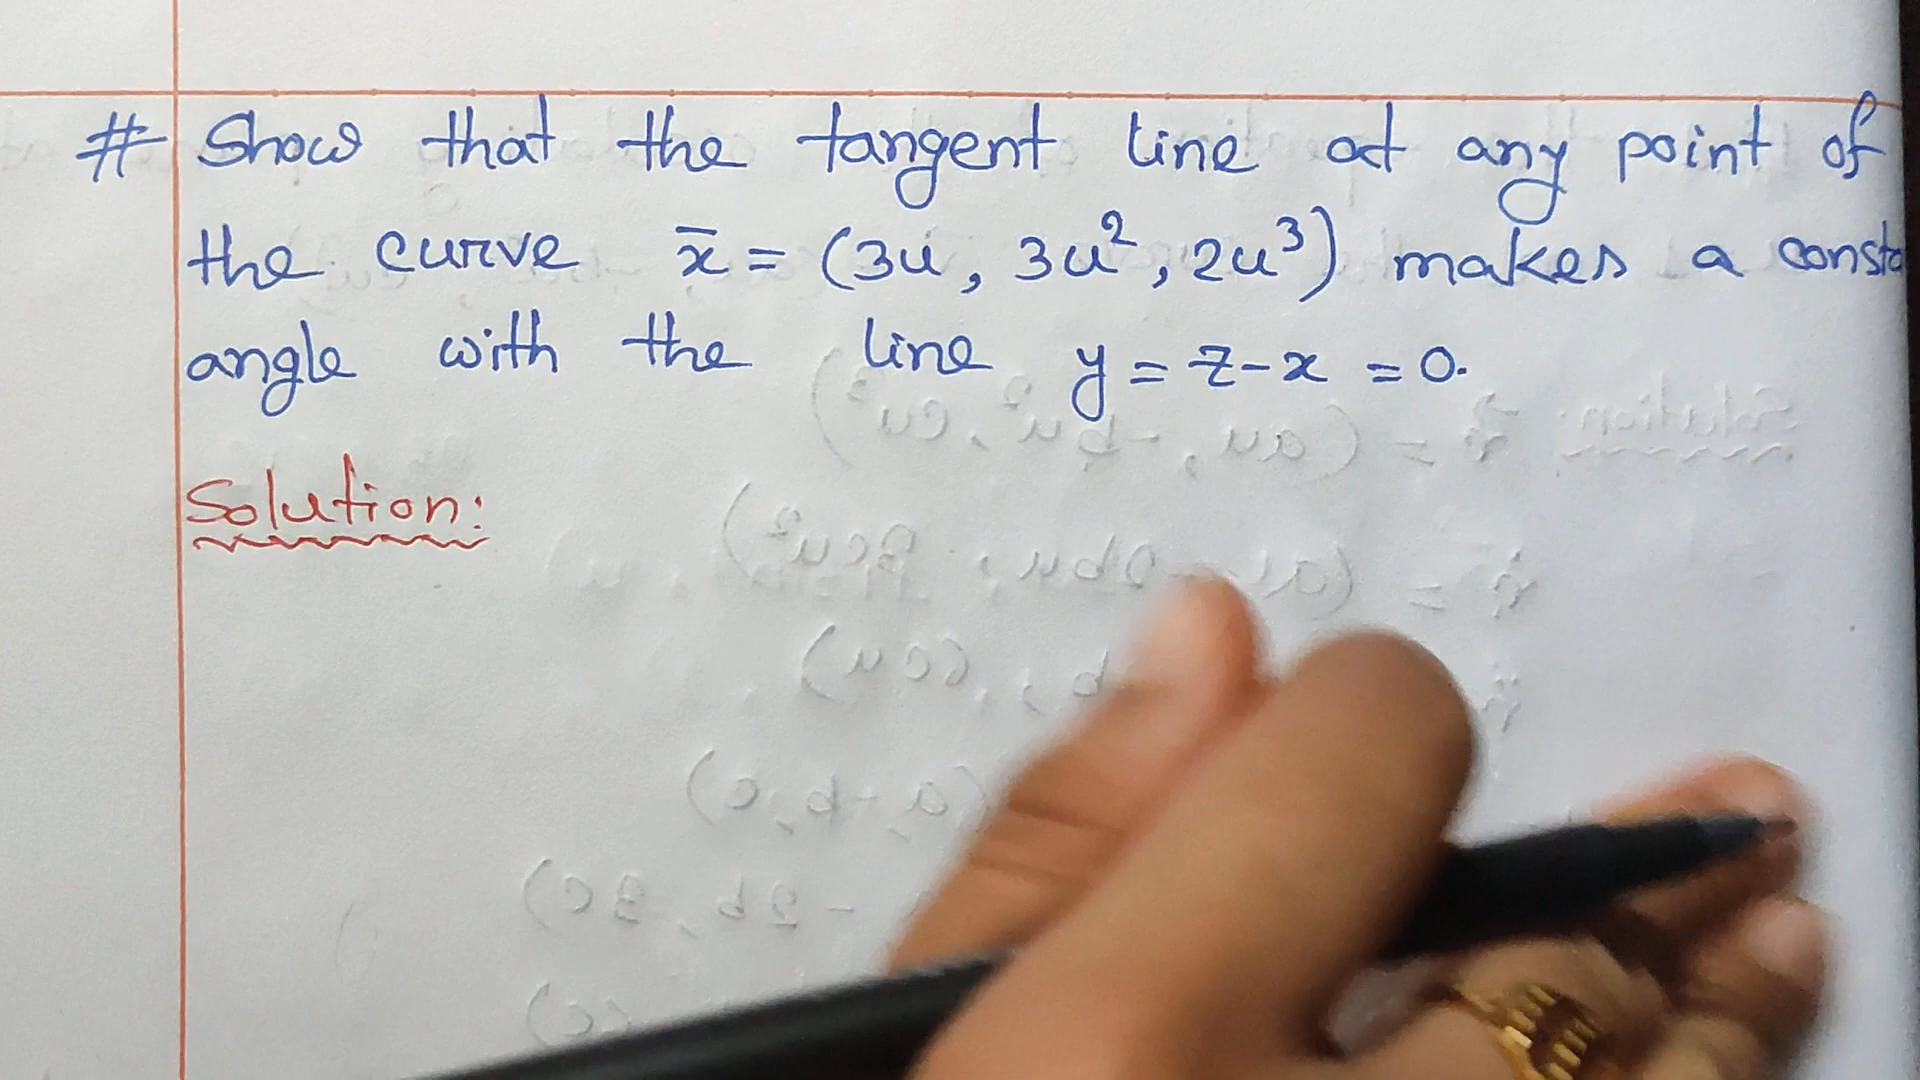 # Show that the tangent line at any point of
the curve x̄ = (3u, 3u², 2u³) makes a consta
angle with the line y = z - x = 0.
Solution: